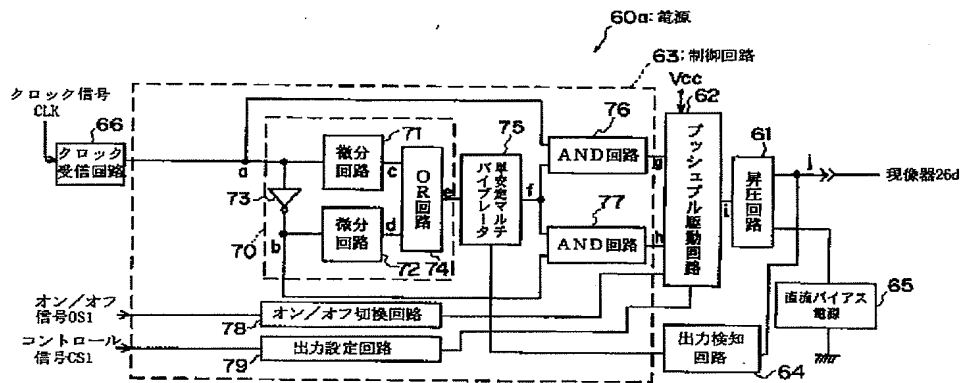 60a:電源
63;制御回路
Vcc
62
クロック信号
CLK
66
クロック
受信回路
a
73
b
70
71
微分
回路
c
微分
回路
72
d
OR回路
74
e
75
単安定マルチ
バイブレータ
f
76
AND回路
g
77
AND回路
h
プッシュプル駆動回路
i
61
昇圧回路
j
現像器26d
直流バイアス
電源
65
オン/オフ
信号OS1
78
オン/オフ切換回路
コントロール
信号CS1
79
出力設定回路
出力検知
回路
64